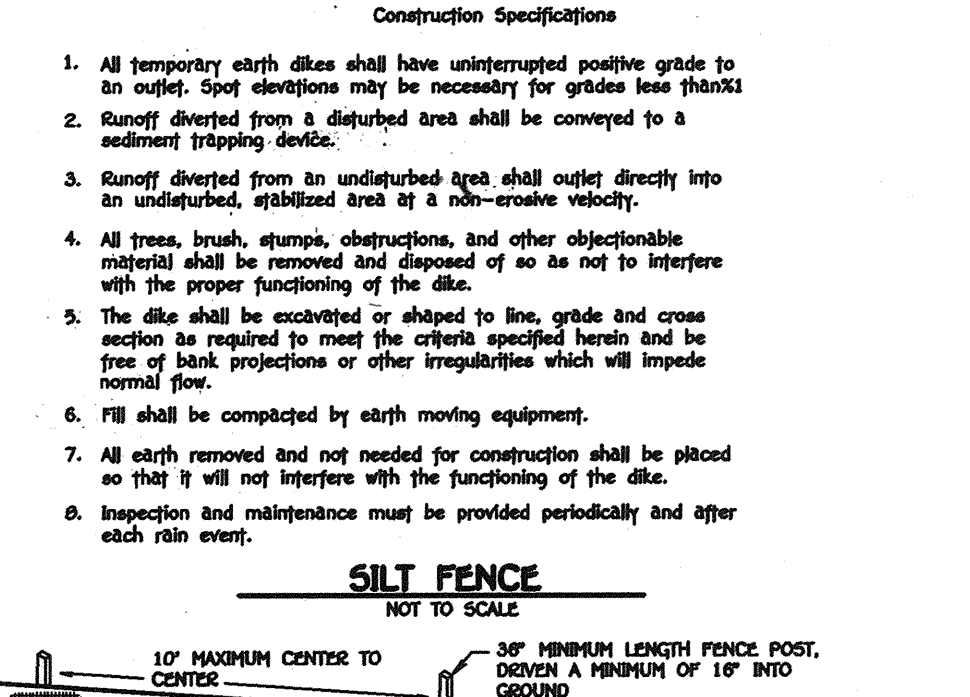 Construction Specifications
1. All temporary earth dikes shall have uninterrupted positive grade to
an outlet. Spot elevations may be necessary for grades less than%1
2. Runoff diverted from a disturbed area shall be conveyed to a
sediment trapping device.
3. Runoff diverted from an undisturbed area shall outlet directly into
an undisturbed, stabilized area at a non-erosive velocity.
4. All trees, brush, stumps, obstructions, and other objectionable
material shall be removed and disposed of so as not to interfere
with the proper functioning of the dike.
5. The dike shall be excavated or shaped to line, grade and cross
section as required to meet the criteria specified herein and be
free of bank projections or other irregularities which will impede
normal flow.
6. Fill shall be compacted by earth moving equipment.
7. All earth removed and not needed for construction shall be placed
so that it will not interfere with the functioning of the dike.
8. Inspection and maintenance must be provided periodically and after
each rain event.
SILT FENCE
NOT TO SCALE
10' MAXIMUM CENTER TO
CENTER
36" MINIMUM LENGTH FENCE POST,
DRIVEN A MINIMUM OF 16" INTO
GROUND